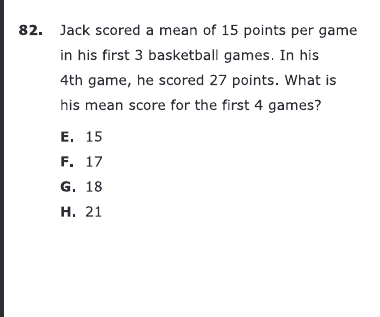 82. Jack scored a mean of 15 points per game
in his first 3 basketball games. In his
4th game, he scored 27 points. What is
his mean score for the first 4 games?
E. 15
F. 17
G. 18
H. 21